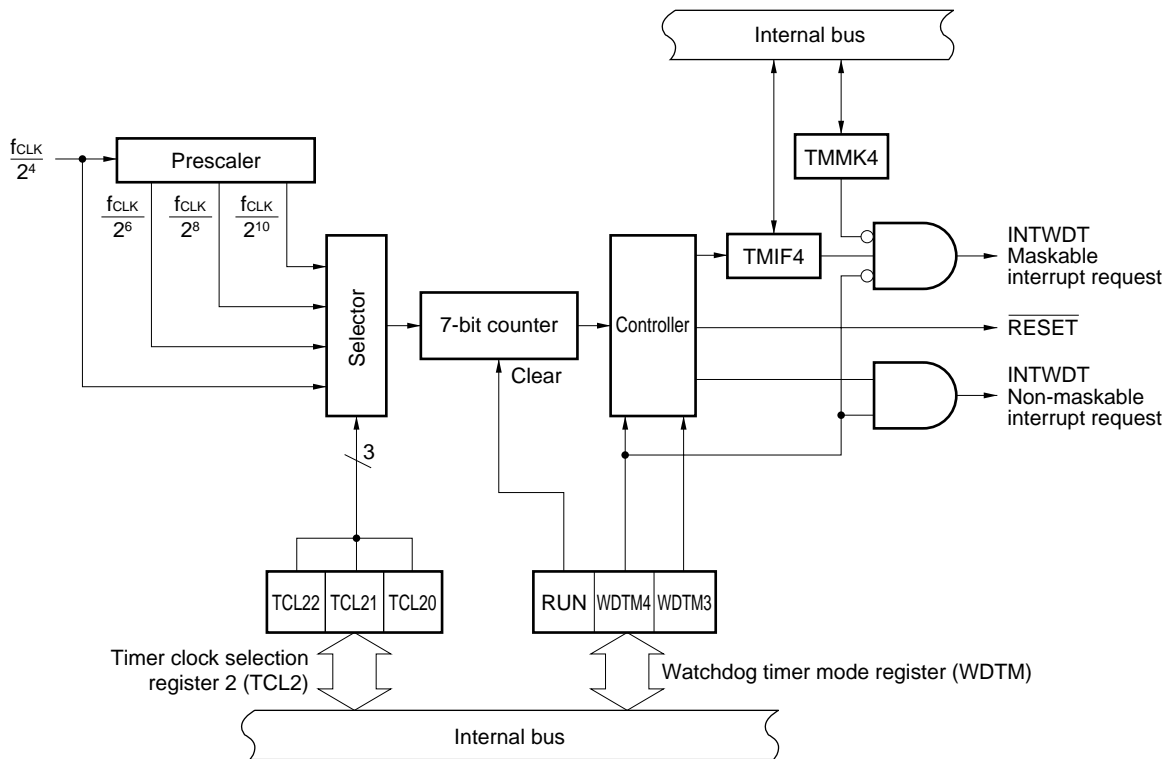 Internal bus
fCLK
2⁴
Prescaler
TMMK4
fCLK
2⁶
fCLK
2⁸
fCLK
2¹⁰
INTWDT
Maskable
interrupt request
TMIF4
Selector
7-bit counter
Controller
RESET
Clear
INTWDT
Non-maskable
interrupt request
3
TCL22 TCL21 TCL20
RUN WDTM4 WDTM3
Timer clock selection
register 2 (TCL2)
Watchdog timer mode register (WDTM)
Internal bus